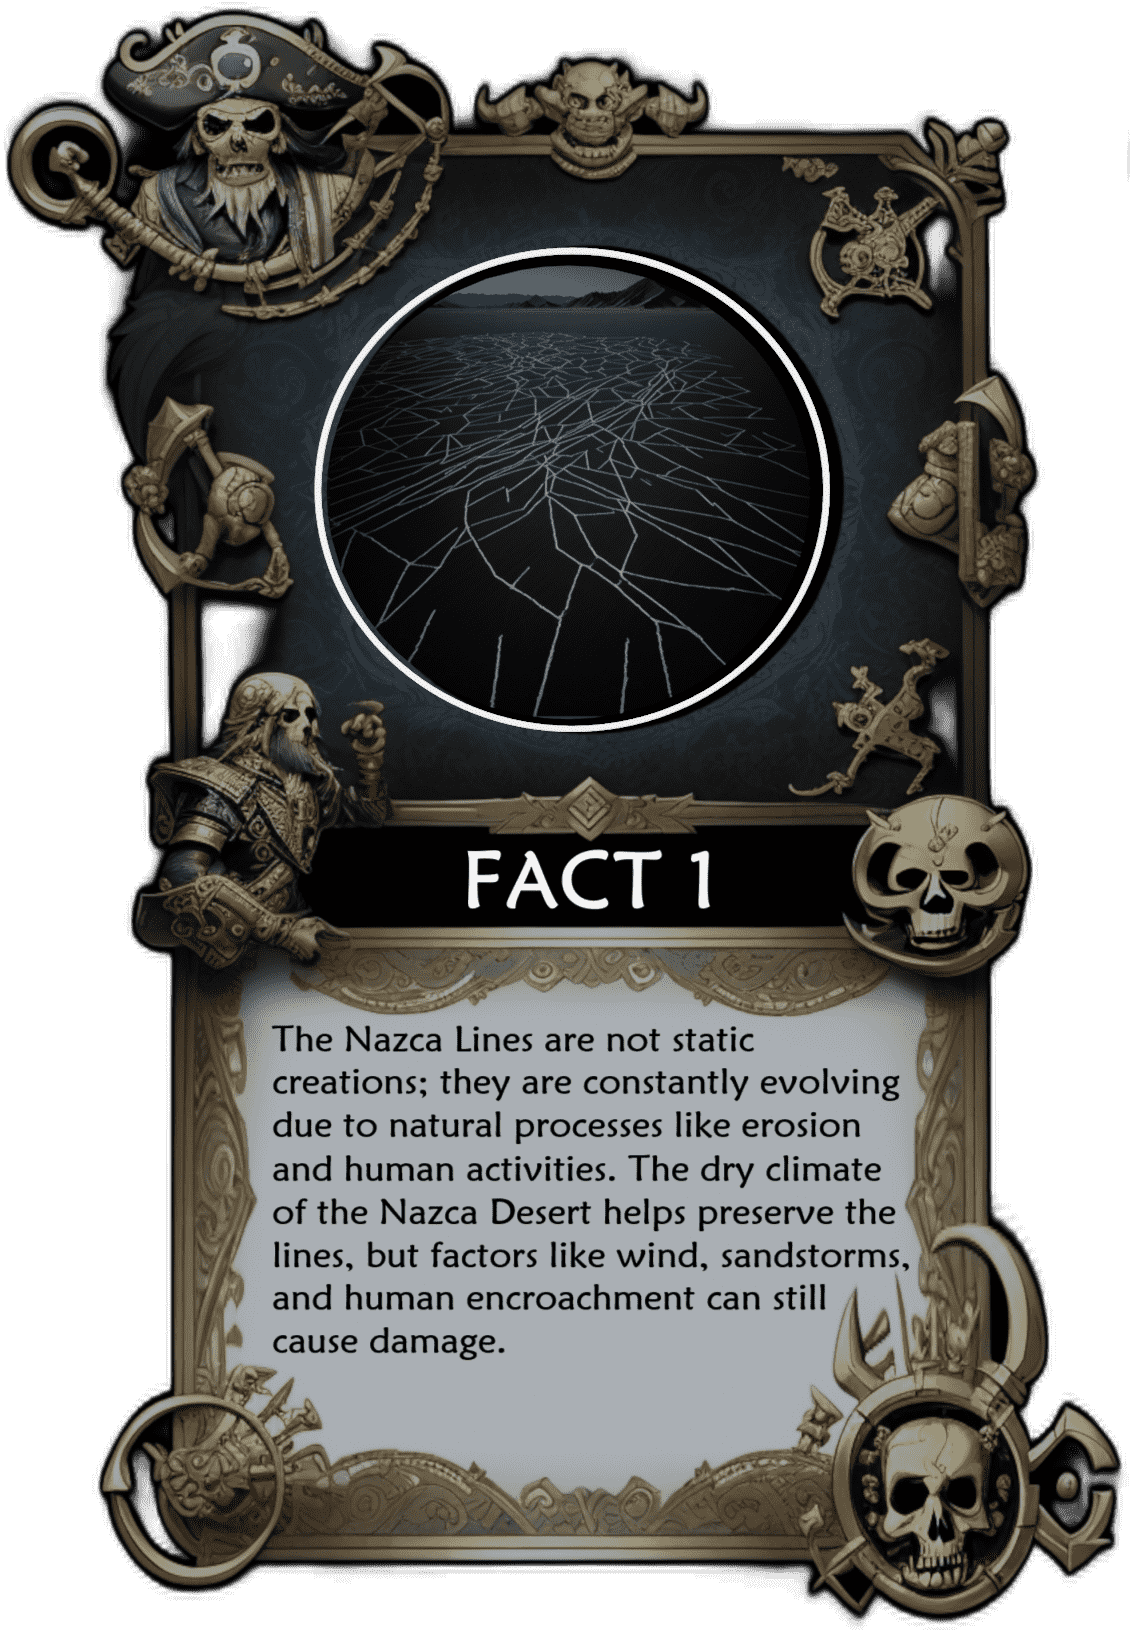 FACT 1
The Nazca Lines are not static
creations; they are constantly evolving
due to natural processes like erosion
and human activities. The dry climate
of the Nazca Desert helps preserve the
lines, but factors like wind, sandstorms,
and human encroachment can still
cause damage.